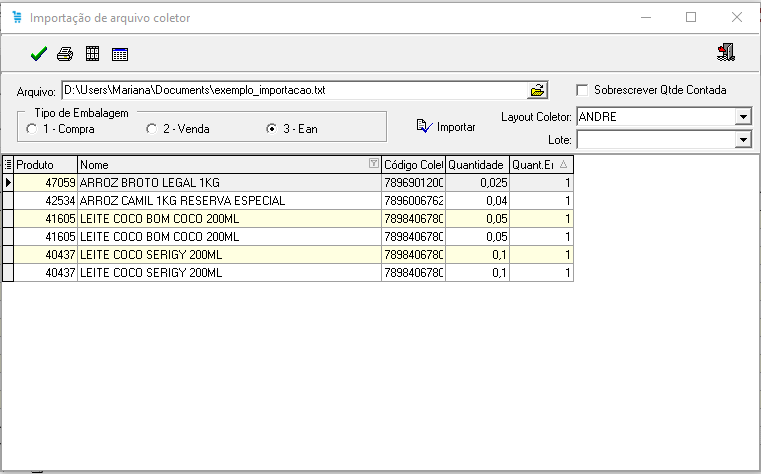 Importação de arquivo coletor
Arquivo: D:\Users\Mariana\Documents\exemplo_importacao.txt
Sobrescrever Qtde Contada
Tipo de Embalagem
1 - Compra 2 - Venda 3 - Ean
Importar
Layout Coletor: ANDRE
Lote:
Produto Nome Código Colet Quantidade Quant.Er
47059 ARROZ BROTO LEGAL 1KG 7896901200 0,025 1
42534 ARROZ CAMIL 1KG RESERVA ESPECIAL 7896006762 0,04 1
41605 LEITE COCO BOM COCO 200ML 7898406780 0,05 1
41605 LEITE COCO BOM COCO 200ML 7898406780 0,05 1
40437 LEITE COCO SERIGY 200ML 7898406780 0,1 1
40437 LEITE COCO SERIGY 200ML 7898406780 0,1 1